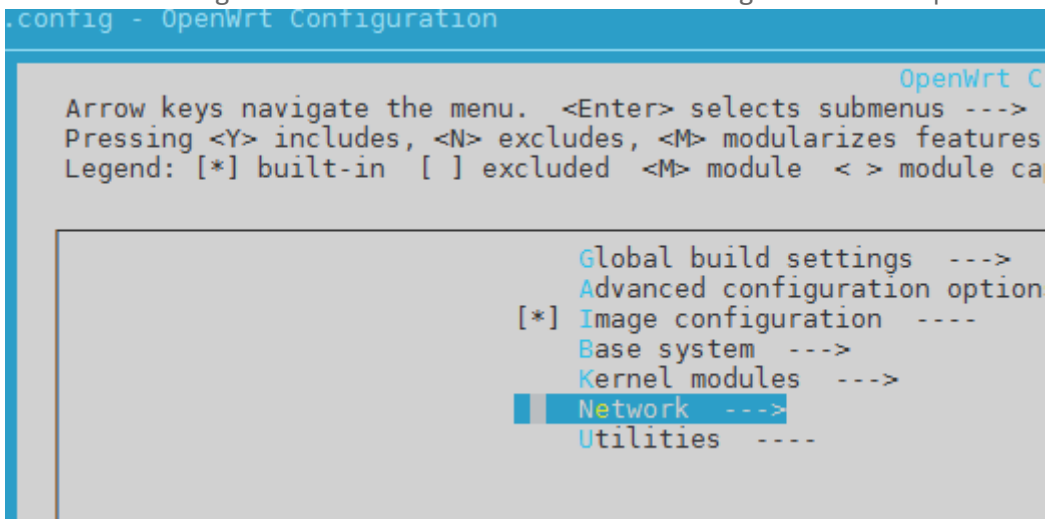 .config - OpenWrt Configuration
OpenWrt C
Arrow keys navigate the menu. <Enter> selects submenus --->
Pressing <Y> includes, <N> excludes, <M> modularizes features
Legend: [*] built-in [ ] excluded <M> module < > module ca
Global build settings --->
Advanced configuration option
[*] Image configuration ----
Base system --->
Kernel modules --->
Network --->
Utilities ----